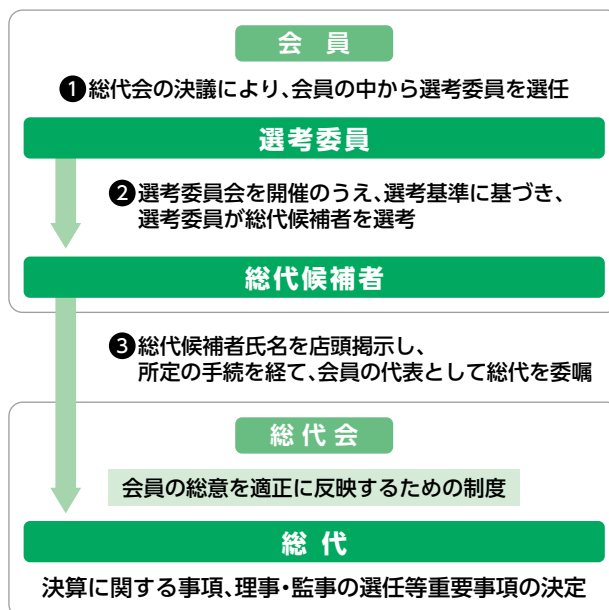 会 員
❶総代会の決議により、会員の中から選考委員を選任
選考委員
❷選考委員会を開催のうえ、選考基準に基づき、
選考委員が総代候補者を選考
総代候補者
❸総代候補者氏名を店頭掲示し、
所定の手続を経て、会員の代表として総代を委嘱
総代会
会員の総意を適正に反映するための制度
総 代
決算に関する事項、理事・監事の選任等重要事項の決定